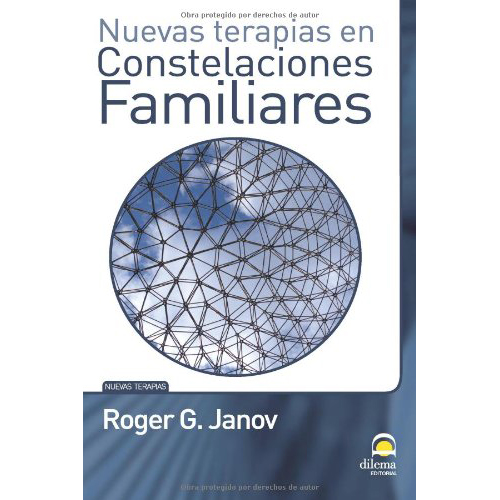 Obra protegido por derechos de autor
Nuevas terapias en
Constelaciones
Familiares
NUEVAS TERAPIAS
Roger G. Janov
dilema
EDITORIAL
Obra protegido por derechos de autor